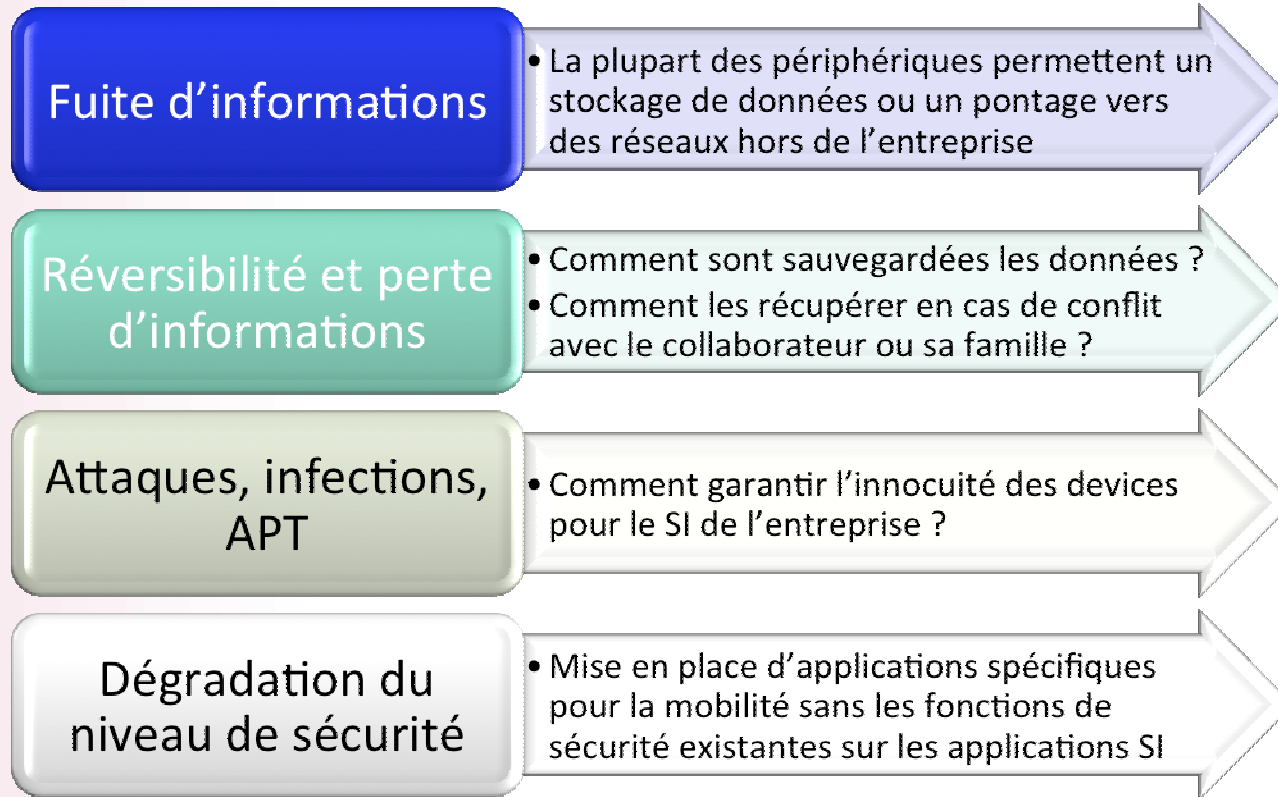 Fuite d’informations
• La plupart des périphériques permettent un
stockage de données ou un pontage vers
des réseaux hors de l’entreprise
Réversibilité et perte
d’informations
• Comment sont sauvegardées les données ?
• Comment les récupérer en cas de conflit
avec le collaborateur ou sa famille ?
Attaques, infections,
APT
• Comment garantir l’innocuité des devices
pour le SI de l’entreprise ?
Dégradation du
niveau de sécurité
• Mise en place d’applications spécifiques
pour la mobilité sans les fonctions de
sécurité existantes sur les applications SI